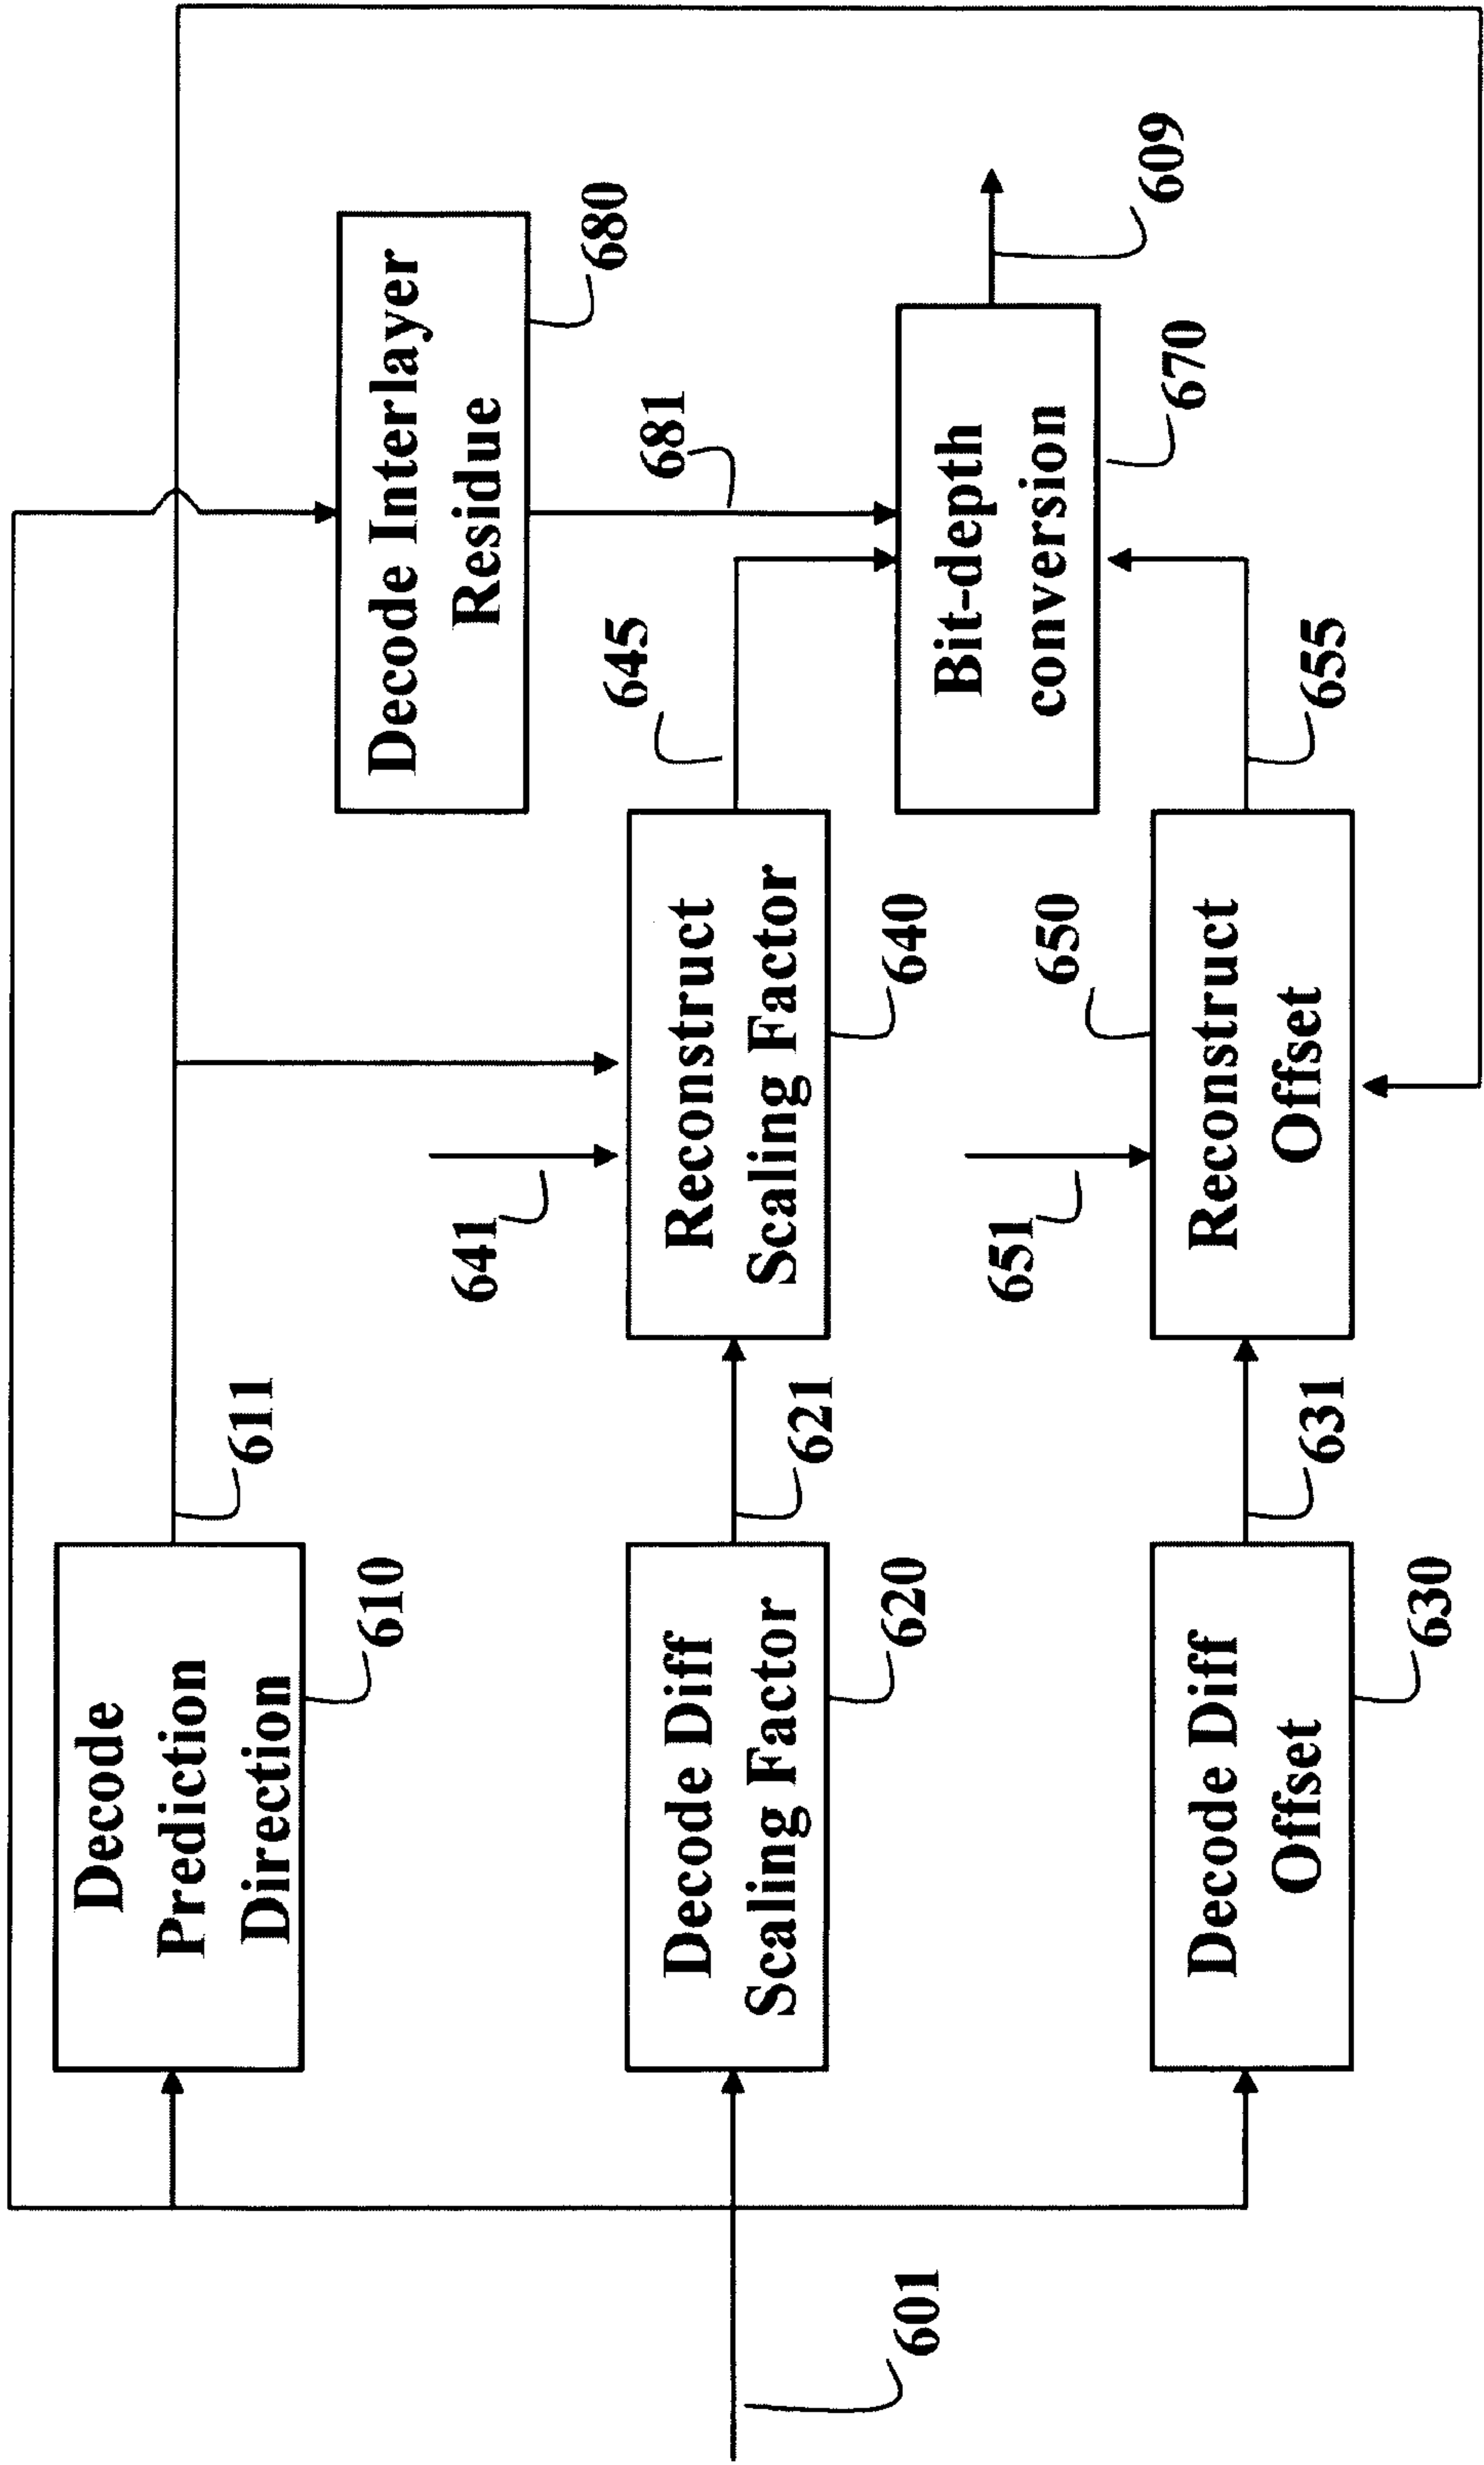 Decode
Prediction
Direction
610
611
Decode Interlayer
Residue
680
681
641
Reconstruct
Scaling Factor
640
645
Decode Diff
Scaling Factor
620
621
601
Bit-depth
conversion
670
609
651
650
Reconstruct
Offset
655
Decode Diff
Offset
630
631